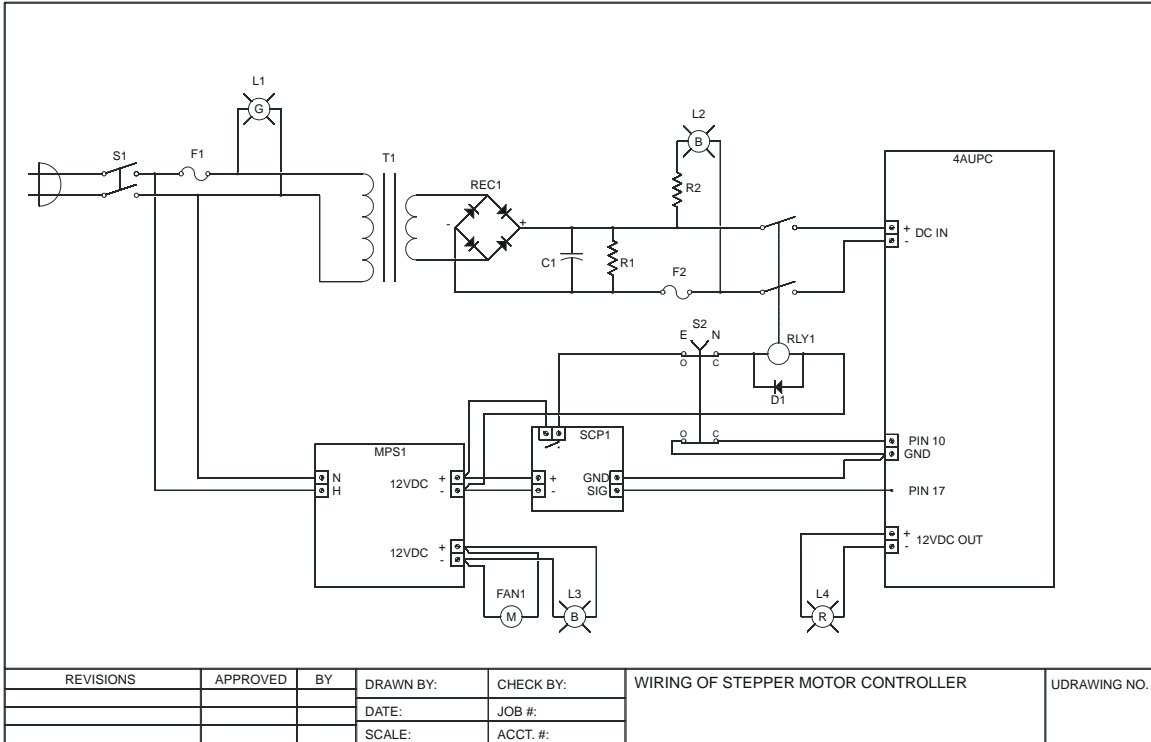 L1
G
S1
F1
T1
REC1
-
+
C1
R1
L2
B
R2
F2
4AUPC
+
-
DC IN
S2
E N
O C
RLY1
D1
O C
PIN 10
GND
PIN 17
+
-
12VDC OUT
MPS1
N
H
12VDC
+
-
12VDC
+
-
SCP1
+
-
GND
SIG
FAN1
M
L3
B
L4
R
REVISIONS APPROVED BY
DRAWN BY: CHECK BY:
DATE: JOB #:
SCALE: ACCT. #:
WIRING OF STEPPER MOTOR CONTROLLER
UDRAWING NO.